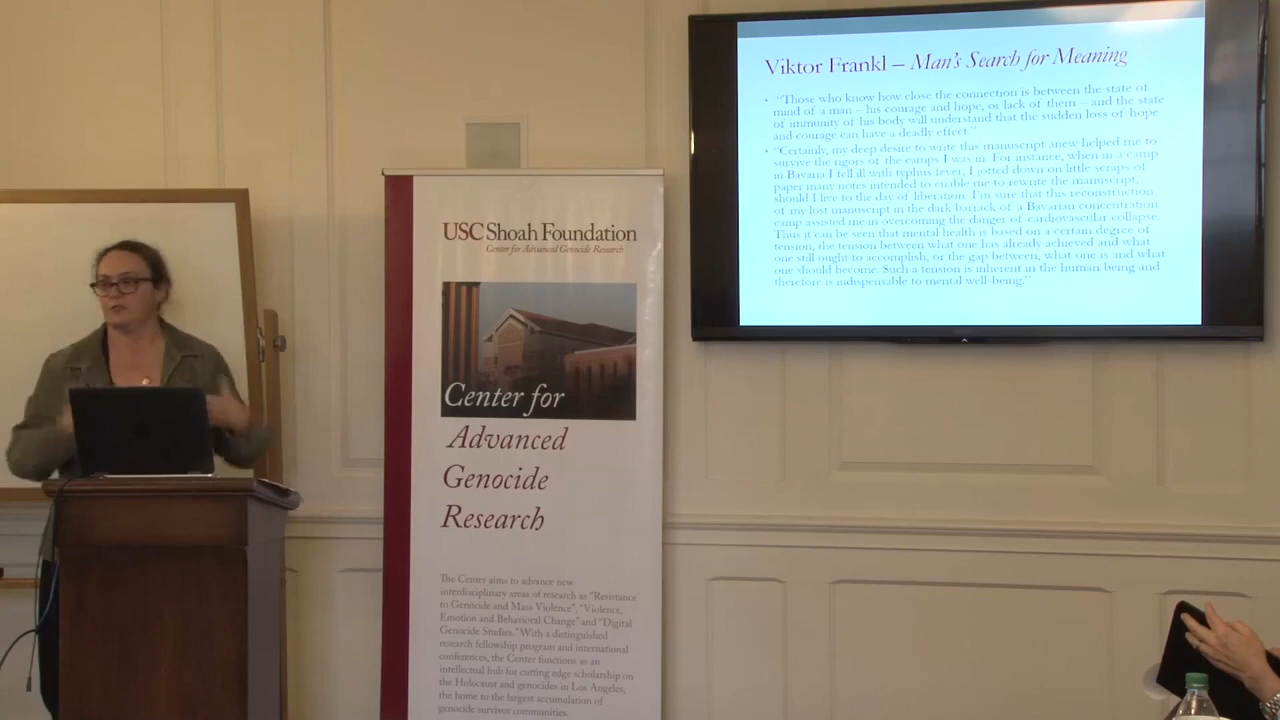 USC Shoah Foundation
Center for Advanced Genocide Research
Center for
Advanced
Genocide
Research
The Center aims to advance new
interdisciplinary areas of research as "Resistance
to Genocide and Mass Violence", "Violence,
Emotion and Behavioral Change" and "Digital
Genocide Studies." With a distinguished
research fellowship program and international
conferences, the Center functions as an
intellectual hub for cutting edge scholarship on
the Holocaust and genocides in Los Angeles,
the home to the largest accumulation of
genocide survivor communities.
Viktor Frankl – Man's Search for Meaning
• "Those who know how close the connection is between the state of
mind of a man – his courage and hope, or lack of them – and the state
of immunity of his body will understand that the sudden loss of hope
and courage can have a deadly effect."
• "Certainly, my deep desire to write this manuscript anew helped me to
survive the rigors of the camps I was in. For instance, when in a camp
in Bavaria I fell ill with typhus fever, I jotted down on little scraps of
paper many notes intended to enable me to rewrite the manuscript,
should I live to the day of liberation. I'm sure that this reconstruction
of my lost manuscript in the dark barrack of a Bavarian concentration
camp assisted me in overcoming the danger of cardiovascular collapse.
Thus it can be seen that mental health is based on a certain degree of
tension, the tension between what one has already achieved and what
one still ought to accomplish, or the gap between, what one is and what
one should become. Such a tension is inherent in the human being and
therefore is indispensable to mental well-being."